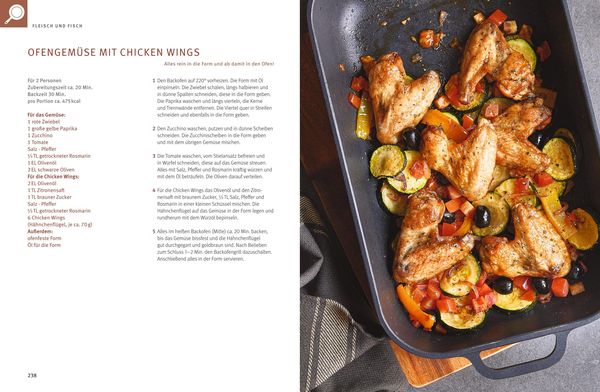 FLEISCH UND FISCH
OFENGEMÜSE MIT CHICKEN WINGS
Alles rein in die Form und ab damit in den Ofen!
Für 2 Personen
Zubereitungszeit ca. 20 Min.
Backzeit 30 Min.
pro Portion ca. 475 kcal
Für das Gemüse:
1 rote Zwiebel
1 große gelbe Paprika
1 Zucchino
1 Tomate
Salz · Pfeffer
½ TL getrockneter Rosmarin
1 EL Olivenöl
2 EL schwarze Oliven
Für die Chicken Wings:
2 EL Olivenöl
1 TL Zitronensaft
1 TL brauner Zucker
Salz · Pfeffer
½ TL getrockneter Rosmarin
6 Chicken Wings
(Hähnchenflügel, je ca. 70 g)
Außerdem:
ofenfeste Form
Öl für die Form
1 Den Backofen auf 220° vorheizen. Die Form mit Öl
einpinseln. Die Zwiebel schälen, längs halbieren und
in dünne Spalten schneiden, diese in die Form geben.
Die Paprika waschen und längs vierteln, die Kerne
und Trennwände entfernen. Die Viertel quer in Streifen
schneiden und ebenfalls in die Form geben.
2 Den Zucchino waschen, putzen und in dünne Scheiben
schneiden. Die Zucchinischeiben in die Form geben
und mit dem übrigen Gemüse mischen.
3 Die Tomate waschen, vom Stielansatz befreien und
in Würfel schneiden, diese auf das Gemüse streuen.
Alles mit Salz, Pfeffer und Rosmarin kräftig würzen und
mit dem Öl beträufeln. Die Oliven darauf verteilen.
4 Für die Chicken Wings das Olivenöl und den Zitro-
nensaft mit braunem Zucker, ½ TL Salz, Pfeffer und
Rosmarin in einer kleinen Schüssel mischen. Die
Hähnchenflügel auf das Gemüse in der Form legen und
rundherum mit dem Würzöl bepinseln.
5 Alles im heißen Backofen (Mitte) ca. 20 Min. backen,
bis das Gemüse bissfest und die Hähnchenflügel
gut durchgegart und goldbraun sind. Nach Belieben
zum Schluss 1–2 Min. den Backofengrill dazuschalten.
Anschließend alles in der Form servieren.
238